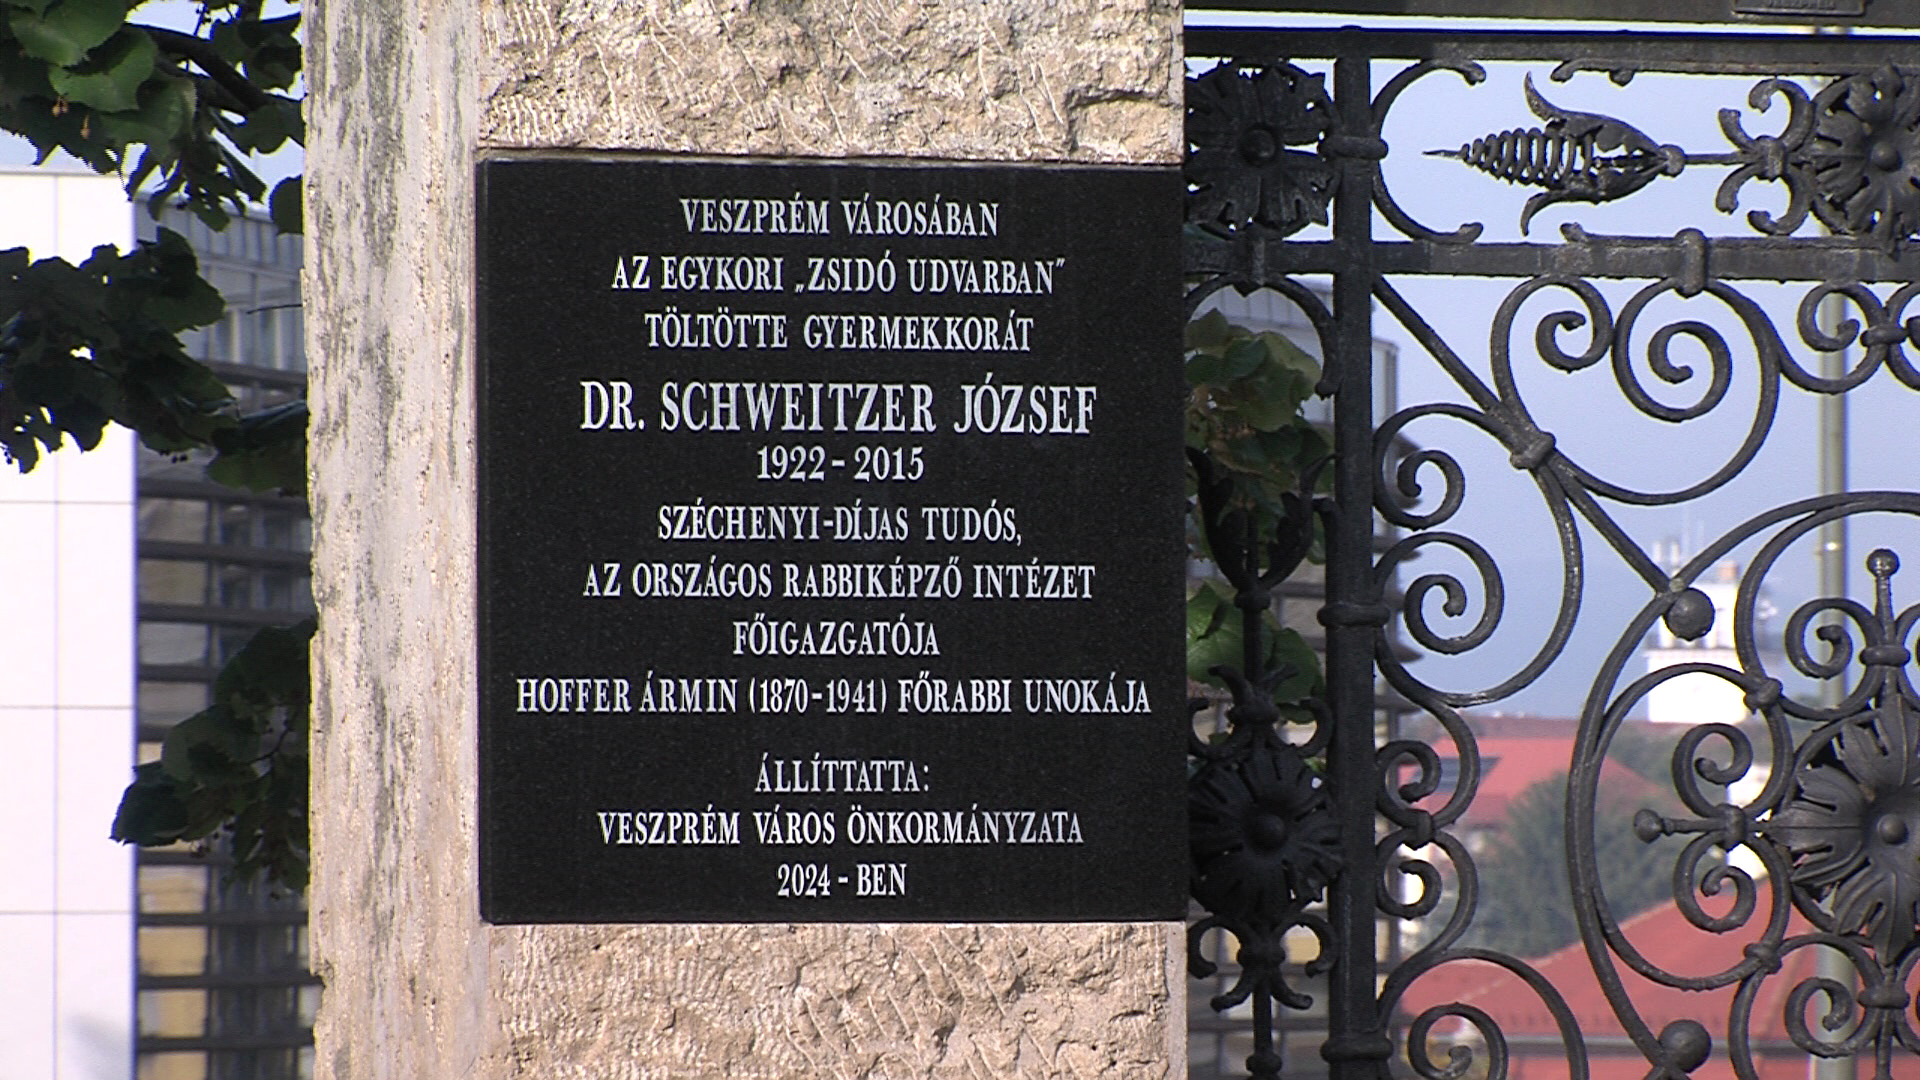 VESZPRÉM VÁROSÁBAN
AZ EGYKORI „ZSIDÓ UDVARBAN”
TÖLTÖTTE GYERMEKKORÁT
DR. SCHWEITZER JÓZSEF
1922 - 2015
SZÉCHENYI-DÍJAS TUDÓS,
AZ ORSZÁGOS RABBIKÉPZŐ INTÉZET
FŐIGAZGATÓJA
HOFFER ÁRMIN (1870-1941) FŐRABBI UNOKÁJA
ÁLLÍTTATTA:
VESZPRÉM VÁROS ÖNKORMÁNYZATA
2024 - BEN